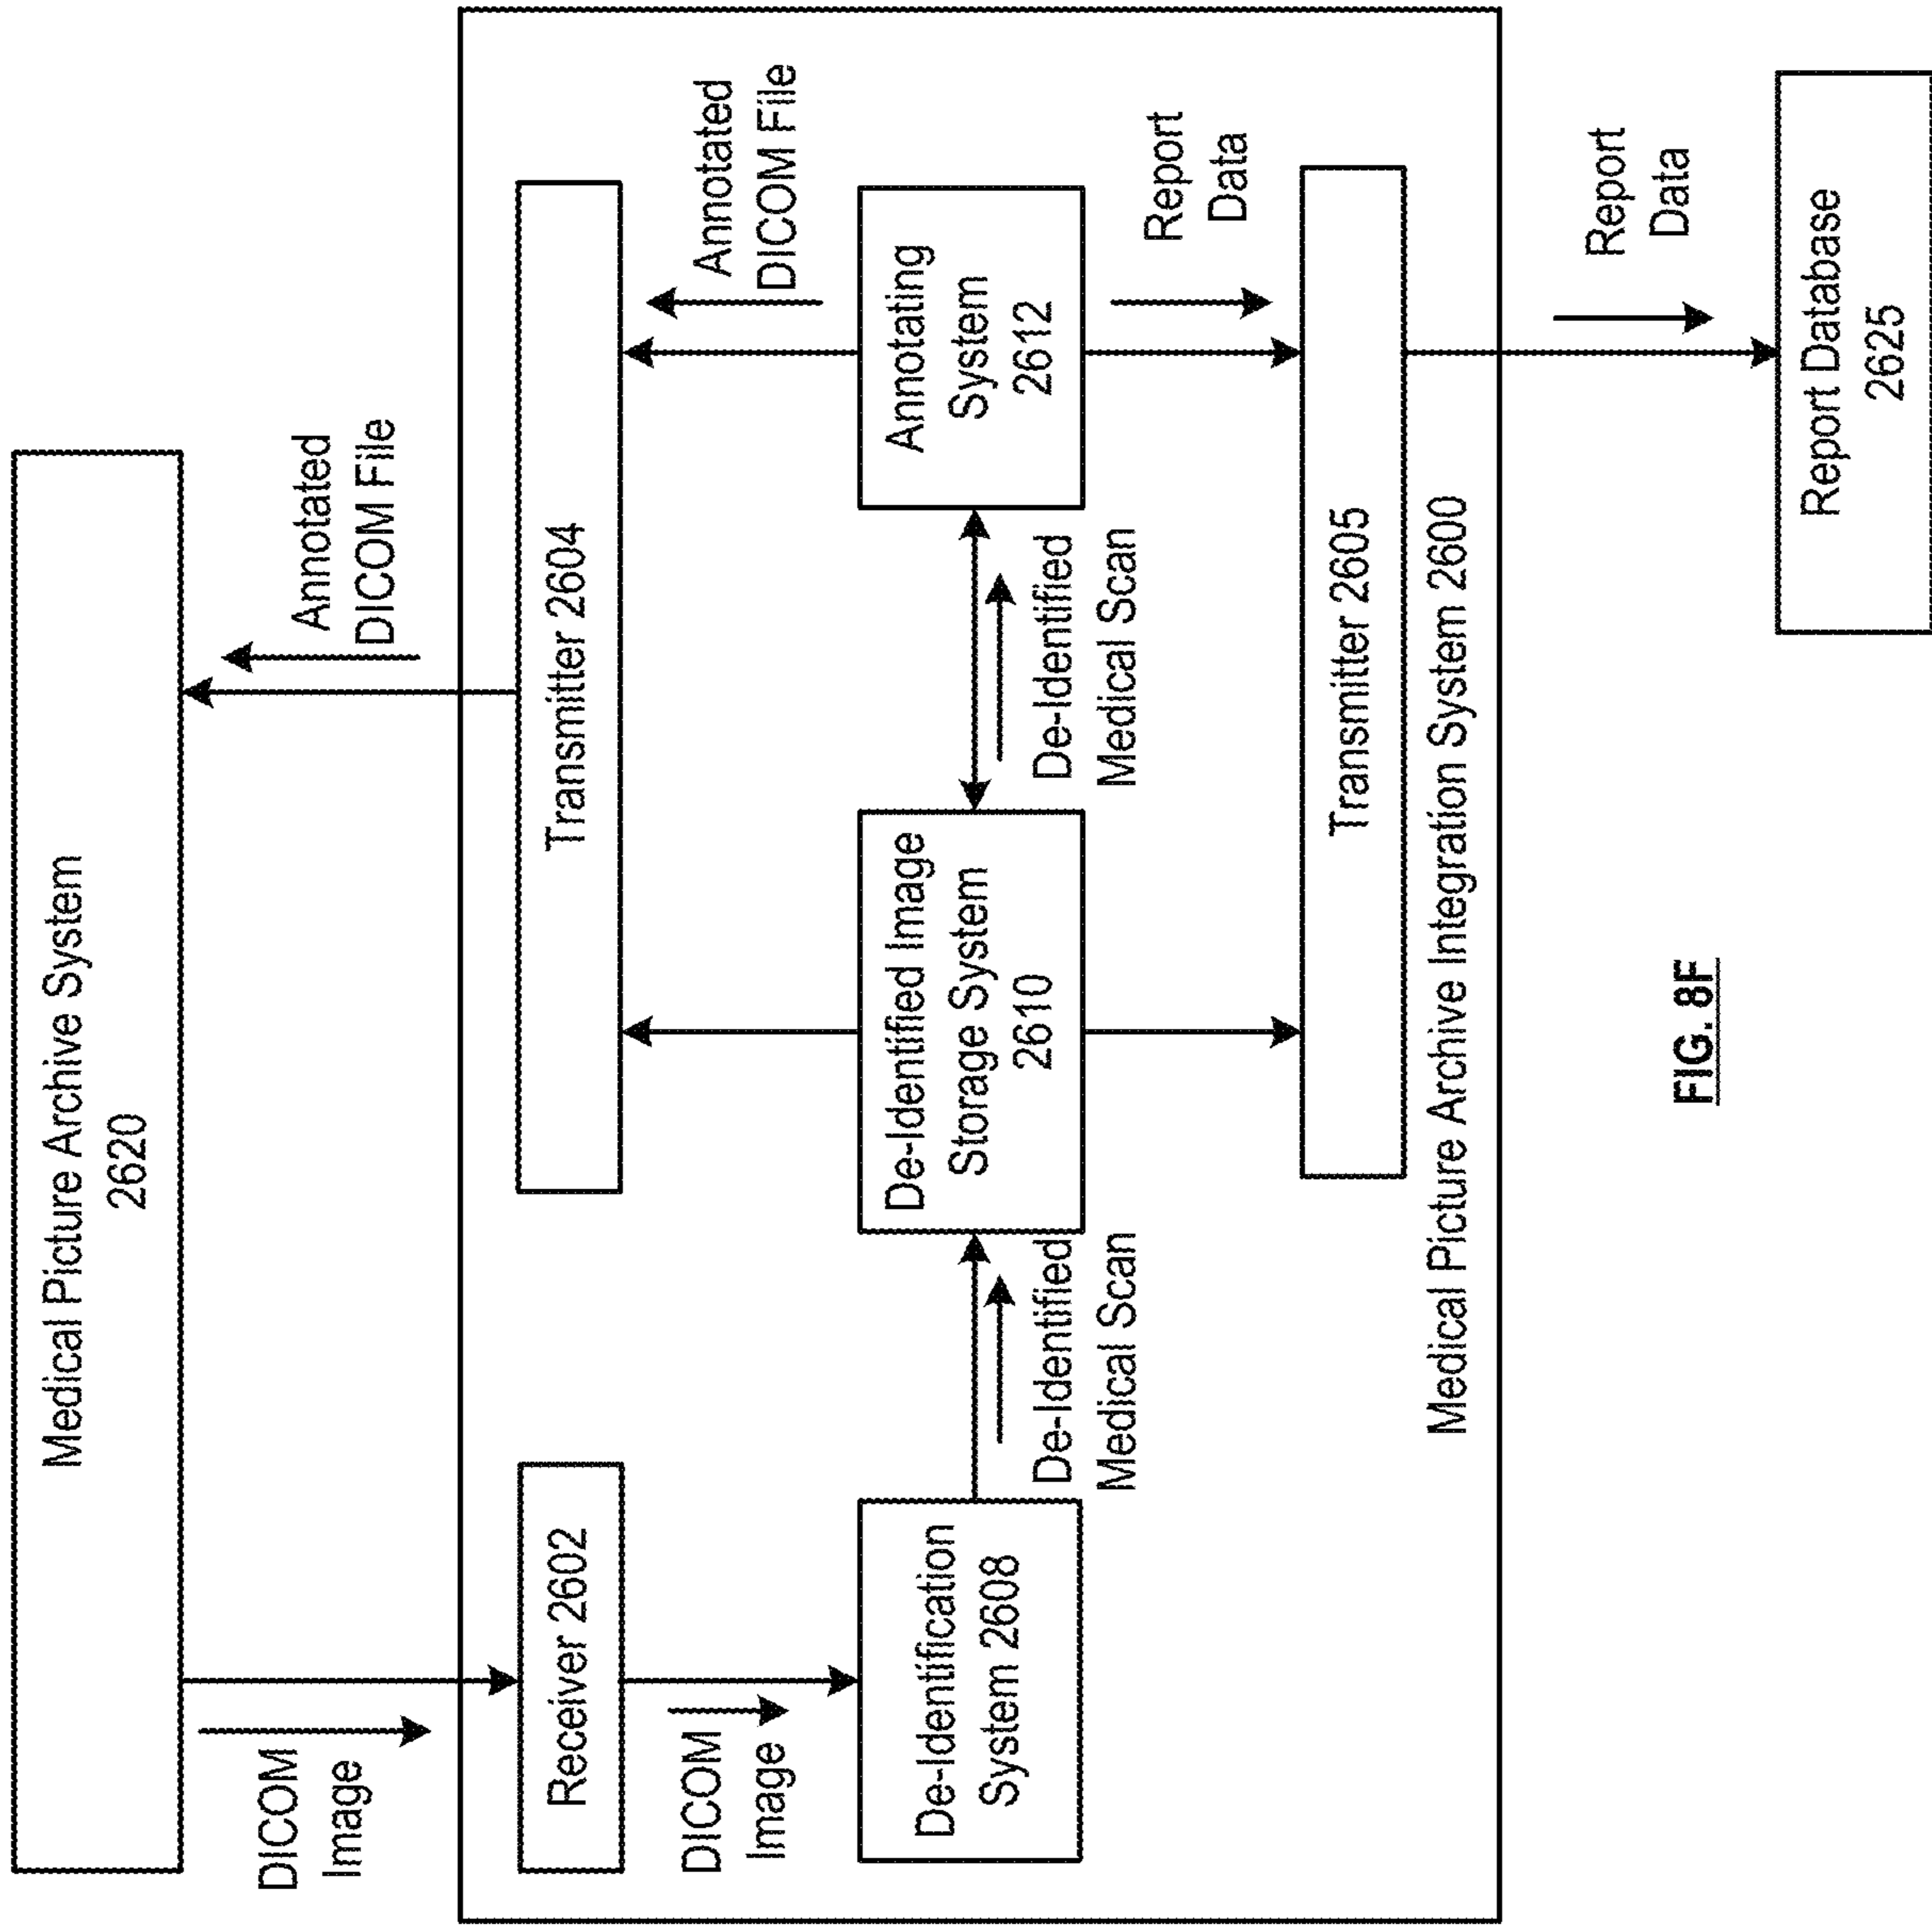 Medical Picture Archive System
2620
DICOM
Image
Annotated
DICOM File
Receiver 2602
Transmitter 2604
DICOM
Image
Annotated
DICOM File
De-Identification
System 2608
De-Identified
Medical Scan
De-Identified Image
Storage System
2610
De-Identified
Medical Scan
Annotating
System
2612
Report
Data
Transmitter 2605
Medical Picture Archive Integration System 2600
Report
Data
Report Database
2625
FIG. 8F